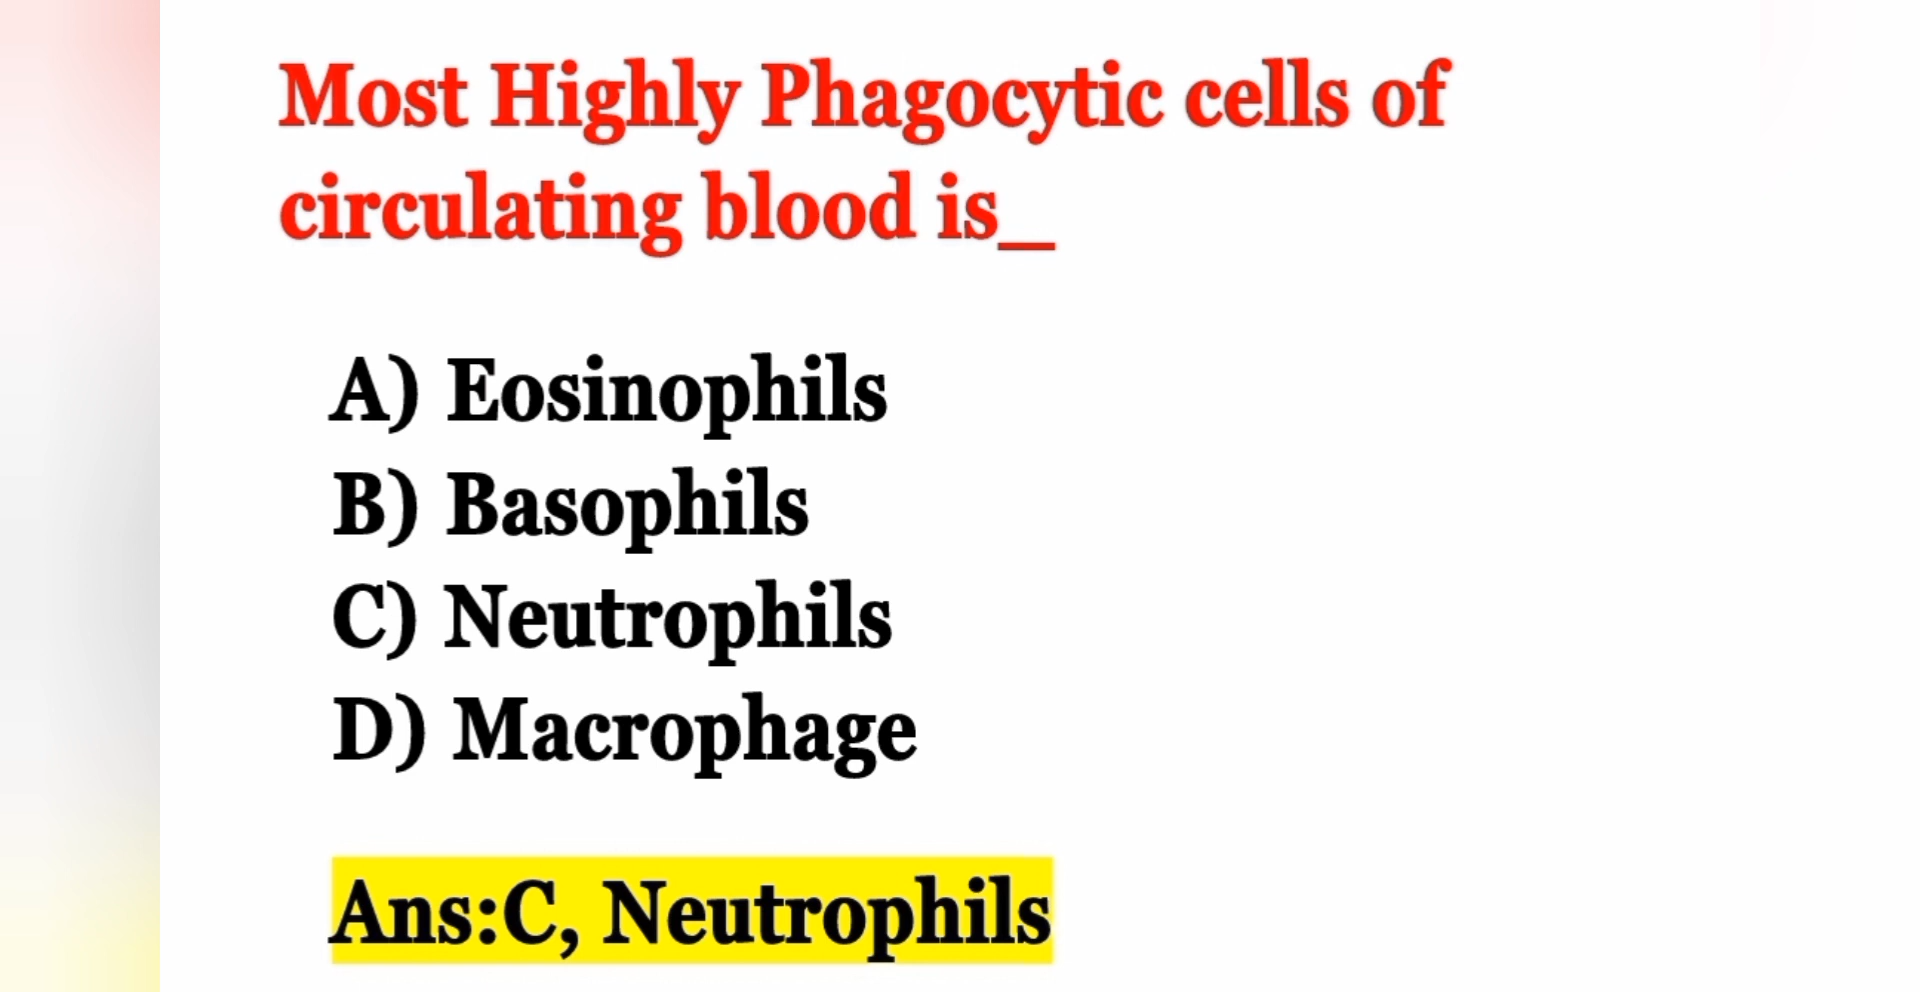 Most Highly Phagocytic cells of
circulating blood is_
A) Eosinophils
B) Basophils
C) Neutrophils
D) Macrophage
Ans:C, Neutrophils